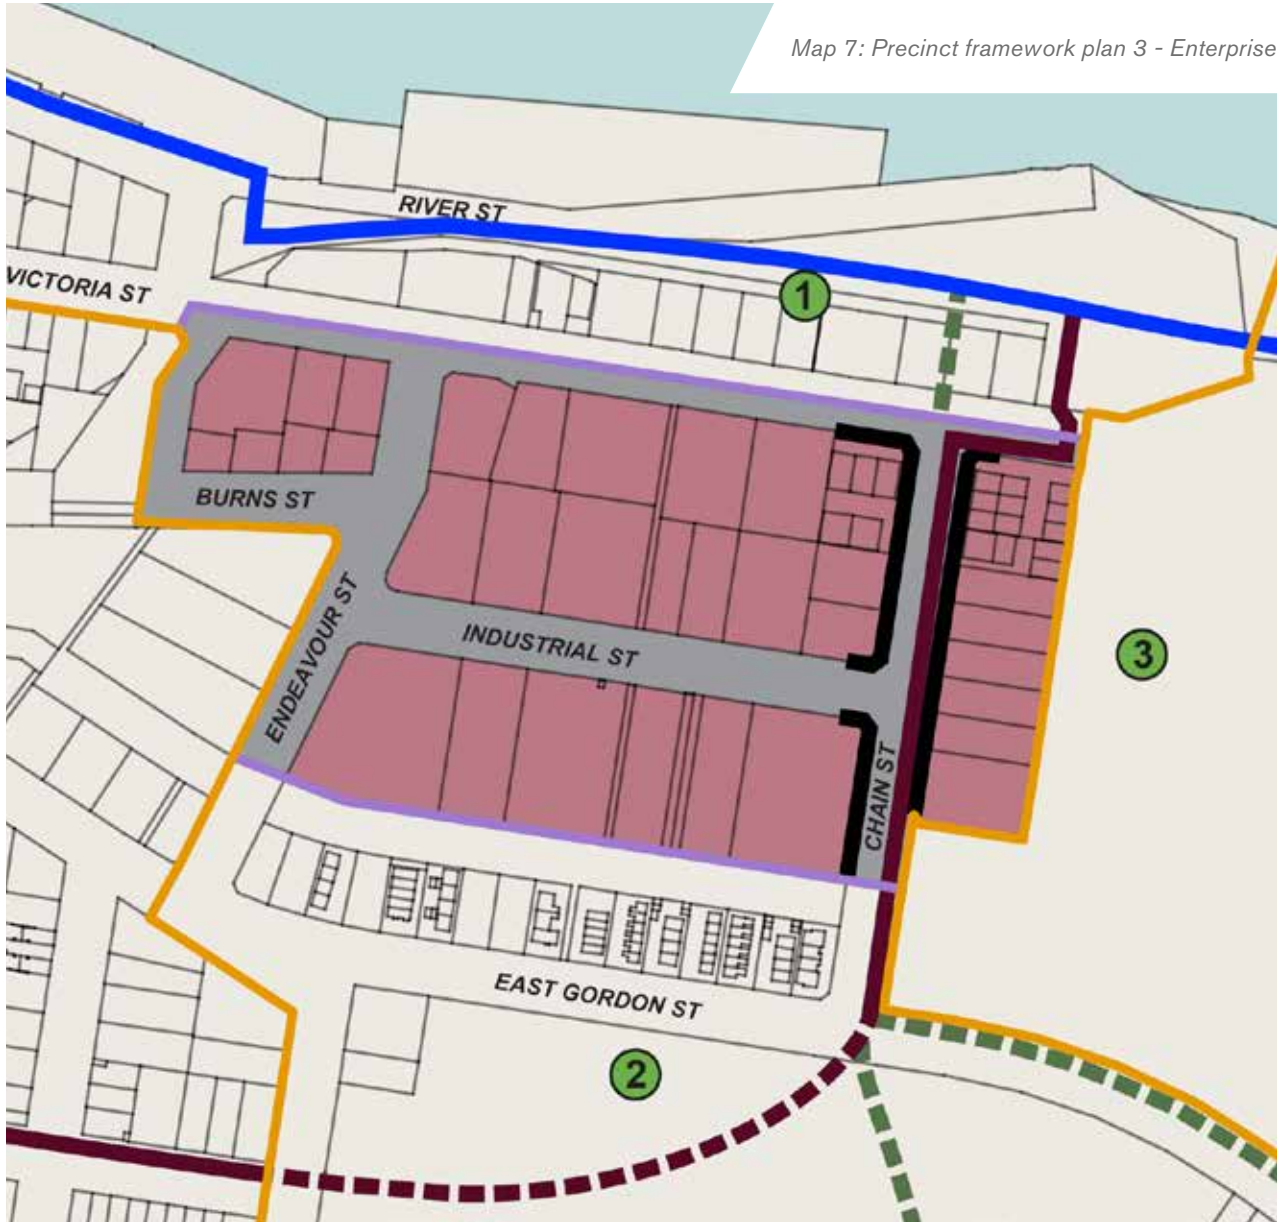 Map 7: Precinct framework plan 3 - Enterprise
RIVER ST
VICTORIA ST
1
BURNS ST
ENDEAVOUR ST
INDUSTRIAL ST
3
CHAIN ST
EAST GORDON ST
2